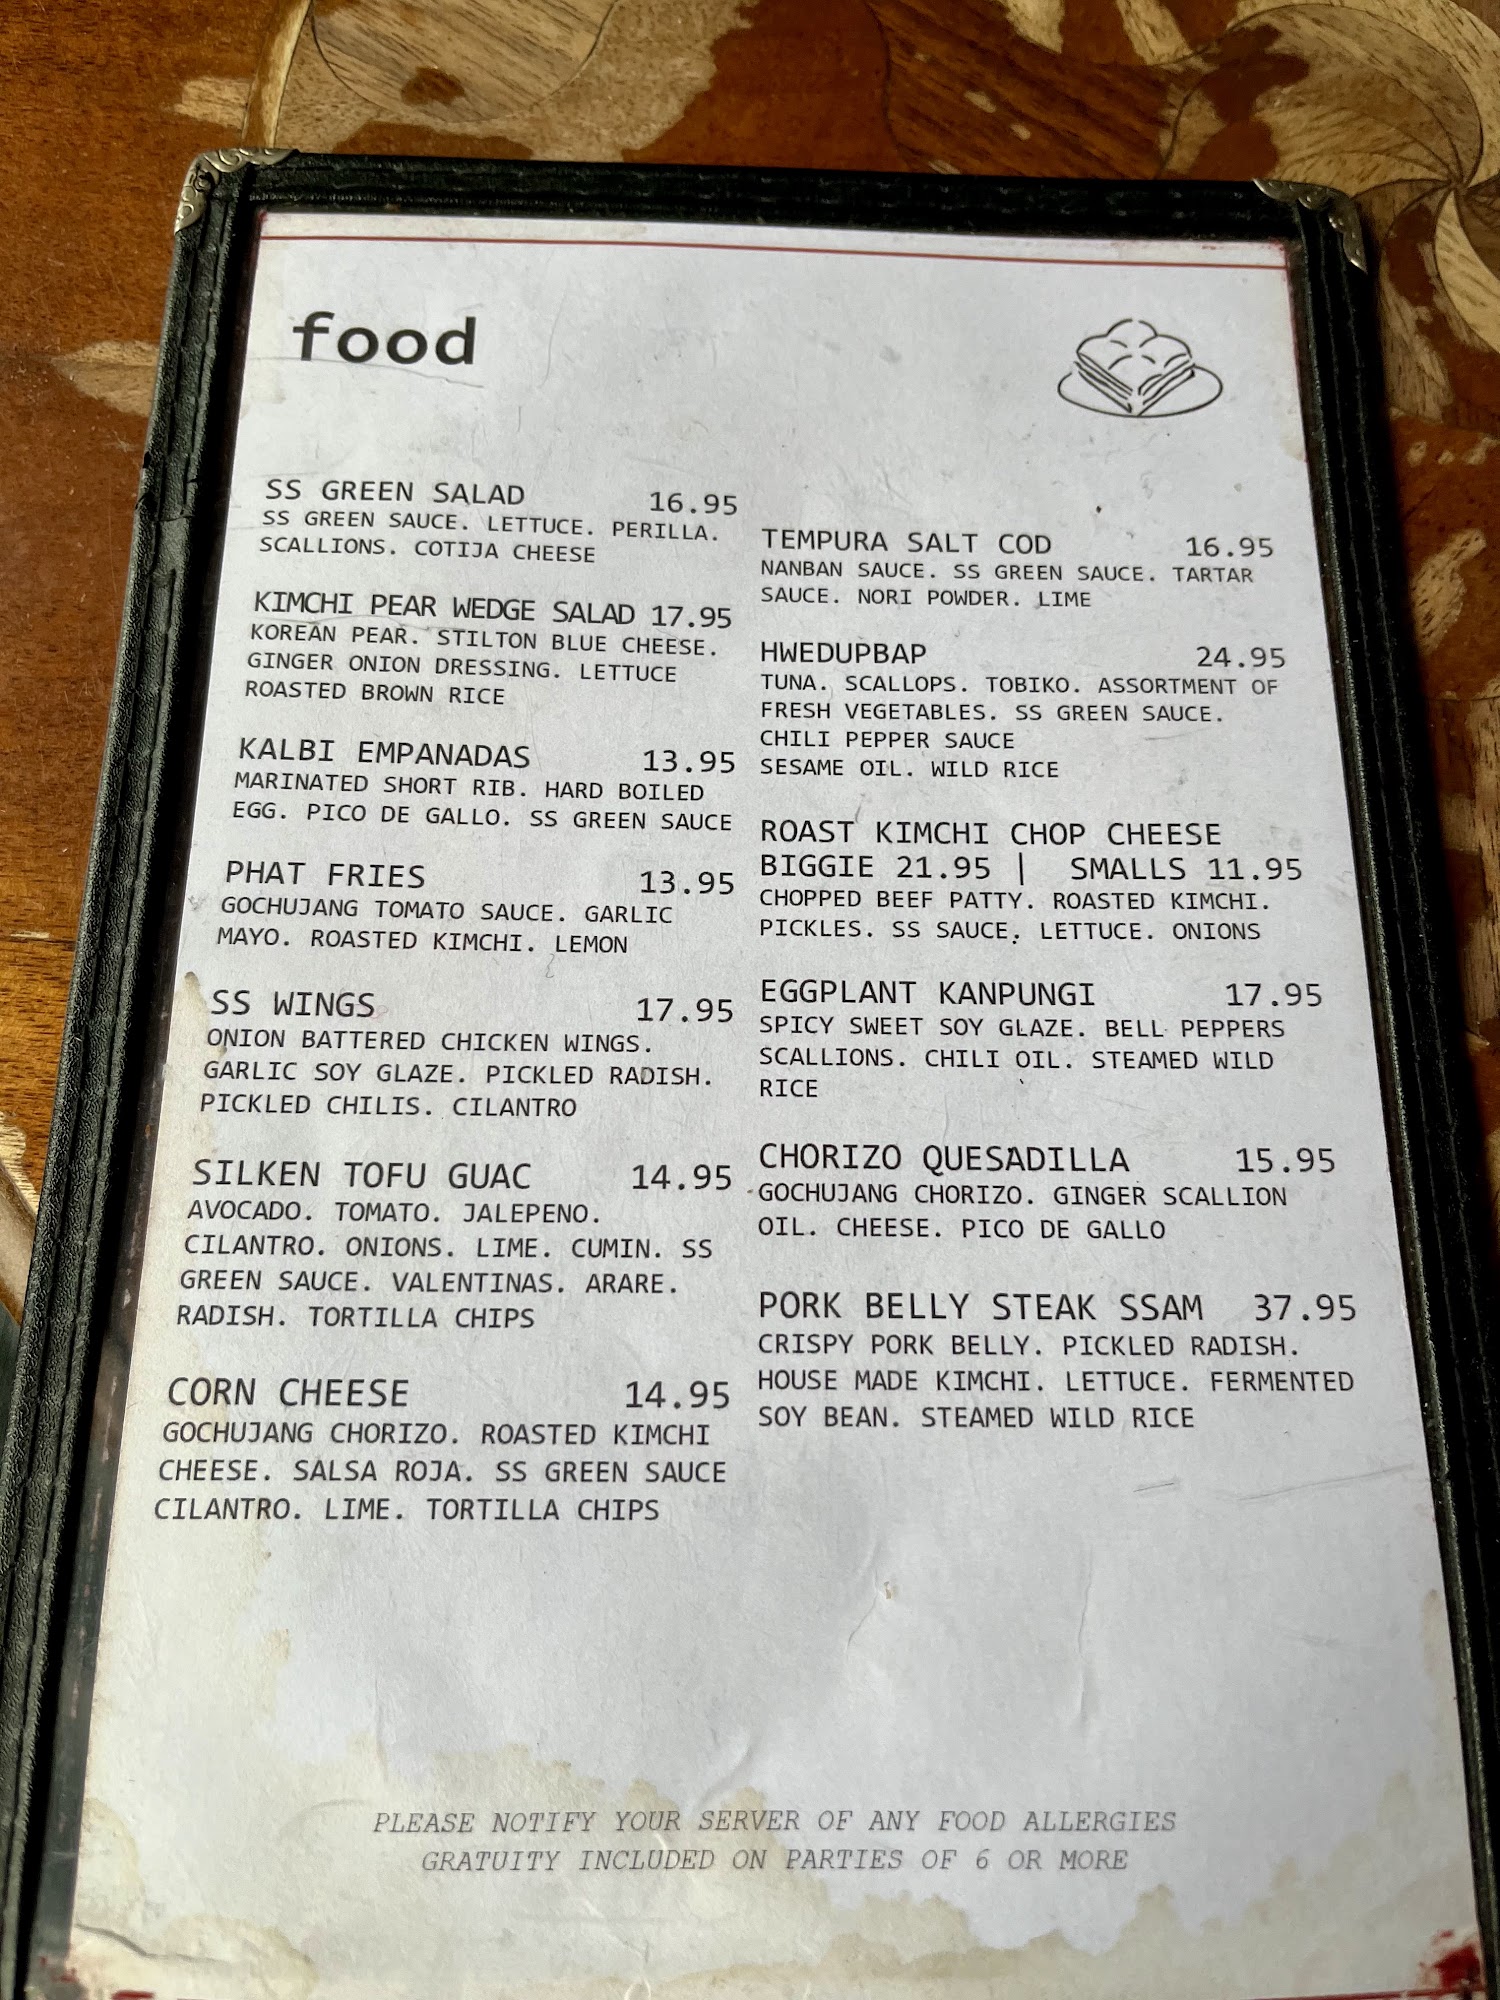 food
SS GREEN SALAD 16.95
SS GREEN SAUCE. LETTUCE. PERILLA.
SCALLIONS. COTIJA CHEESE
KIMCHI PEAR WEDGE SALAD 17.95
KOREAN PEAR. STILTON BLUE CHEESE.
GINGER ONION DRESSING. LETTUCE
ROASTED BROWN RICE
KALBI EMPANADAS 13.95
MARINATED SHORT RIB. HARD BOILED
EGG. PICO DE GALLO. SS GREEN SAUCE
PHAT FRIES 13.95
GOCHUJANG TOMATO SAUCE. GARLIC
MAYO. ROASTED KIMCHI. LEMON
SS WINGS 17.95
ONION BATTERED CHICKEN WINGS.
GARLIC SOY GLAZE. PICKLED RADISH.
PICKLED CHILIS. CILANTRO
SILKEN TOFU GUAC 14.95
AVOCADO. TOMATO. JALEPENO.
CILANTRO. ONIONS. LIME. CUMIN. SS
GREEN SAUCE. VALENTINAS. ARARE.
RADISH. TORTILLA CHIPS
CORN CHEESE 14.95
GOCHUJANG CHORIZO. ROASTED KIMCHI
CHEESE. SALSA ROJA. SS GREEN SAUCE
CILANTRO. LIME. TORTILLA CHIPS
TEMPURA SALT COD 16.95
NANBAN SAUCE. SS GREEN SAUCE. TARTAR
SAUCE. NORI POWDER. LIME
HWEDUPBAP 24.95
TUNA. SCALLOPS. TOBIKO. ASSORTMENT OF
FRESH VEGETABLES. SS GREEN SAUCE.
CHILI PEPPER SAUCE
SESAME OIL. WILD RICE
ROAST KIMCHI CHOP CHEESE
BIGGIE 21.95 | SMALLS 11.95
CHOPPED BEEF PATTY. ROASTED KIMCHI.
PICKLES. SS SAUCE. LETTUCE. ONIONS
EGGPLANT KANPUNGI 17.95
SPICY SWEET SOY GLAZE. BELL PEPPERS
SCALLIONS. CHILI OIL. STEAMED WILD
RICE
CHORIZO QUESADILLA 15.95
GOCHUJANG CHORIZO. GINGER SCALLION
OIL. CHEESE. PICO DE GALLO
PORK BELLY STEAK SSAM 37.95
CRISPY PORK BELLY. PICKLED RADISH.
HOUSE MADE KIMCHI. LETTUCE. FERMENTED
SOY BEAN. STEAMED WILD RICE
PLEASE NOTIFY YOUR SERVER OF ANY FOOD ALLERGIES
GRATUITY INCLUDED ON PARTIES OF 6 OR MORE